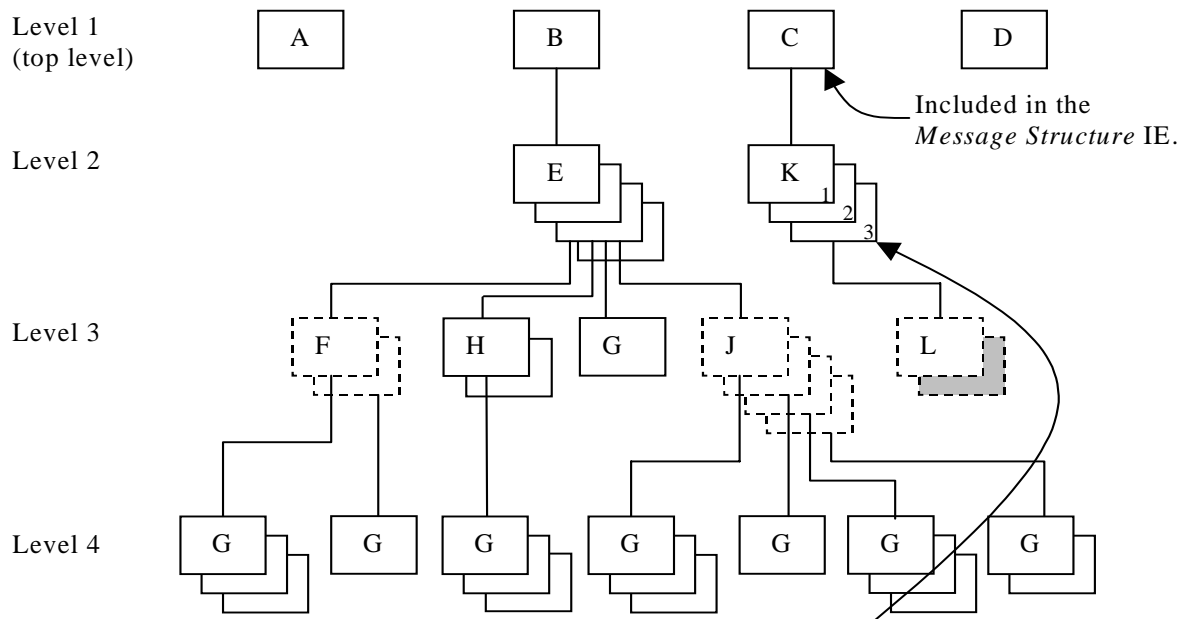 Level 1
(top level)
A
B
C
D
Included in the
Message Structure IE.
Level 2
E
K
1
2
3
Level 3
F
H
G
J
L
Level 4
G
G
G
G
G
G
G